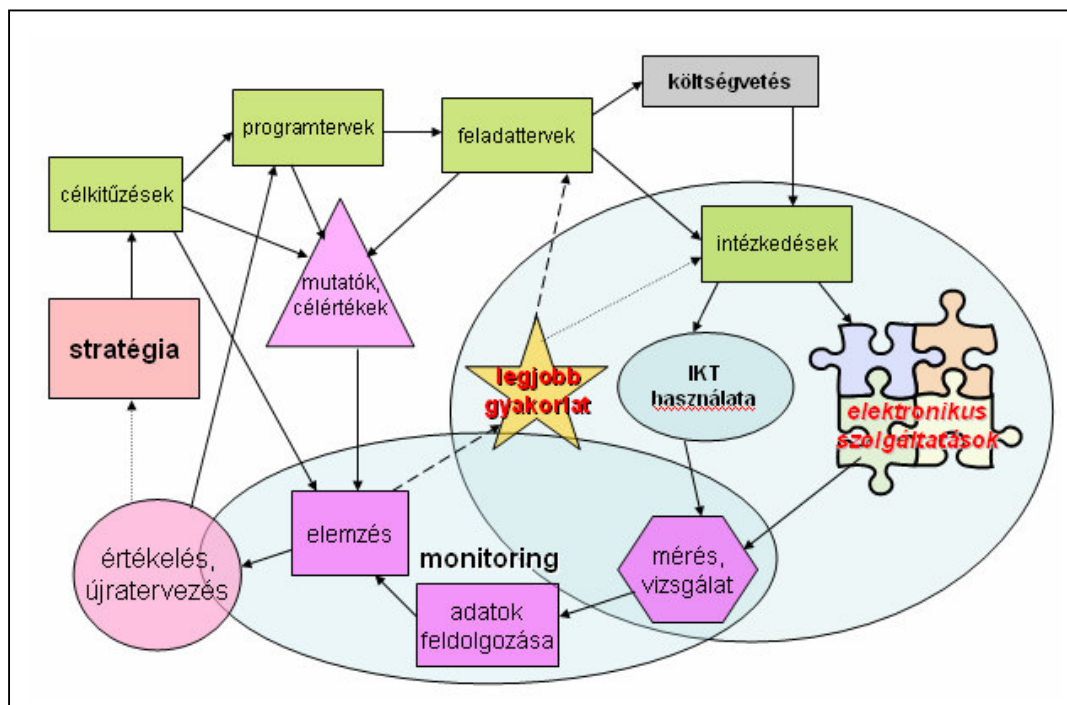 költségvetés
programtervek
feladattervek
célkitűzések
intézkedések
mutatók,
célértékek
stratégia
legjobb
gyakorlat
IKT
használata
elektronikus
szolgáltatások
elemzés
monitoring
értékelés,
újratervezés
mérés,
vizsgálat
adatok
feldolgozása